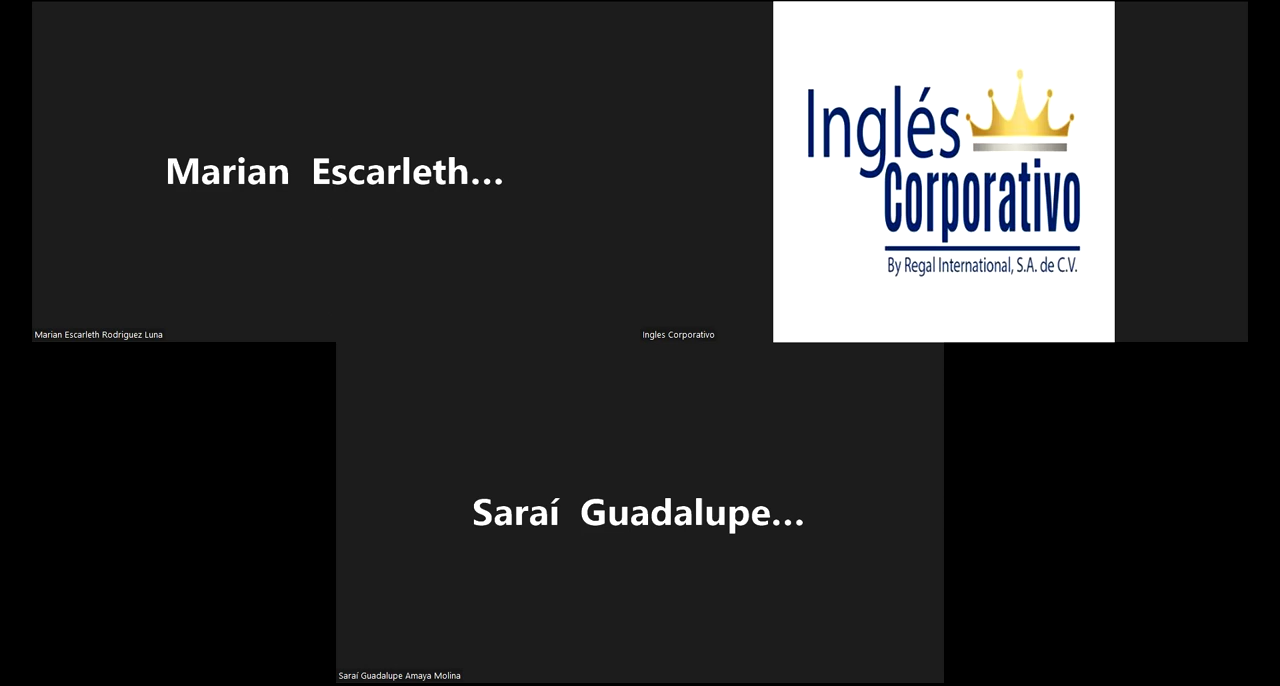 Marian Escarleth...
Marian Escarleth Rodriguez Luna
Inglés
Corporativo
By Regal International, S.A. de C.V.
Ingles Corporativo
Saraí Guadalupe...
Saraí Guadalupe Amaya Molina